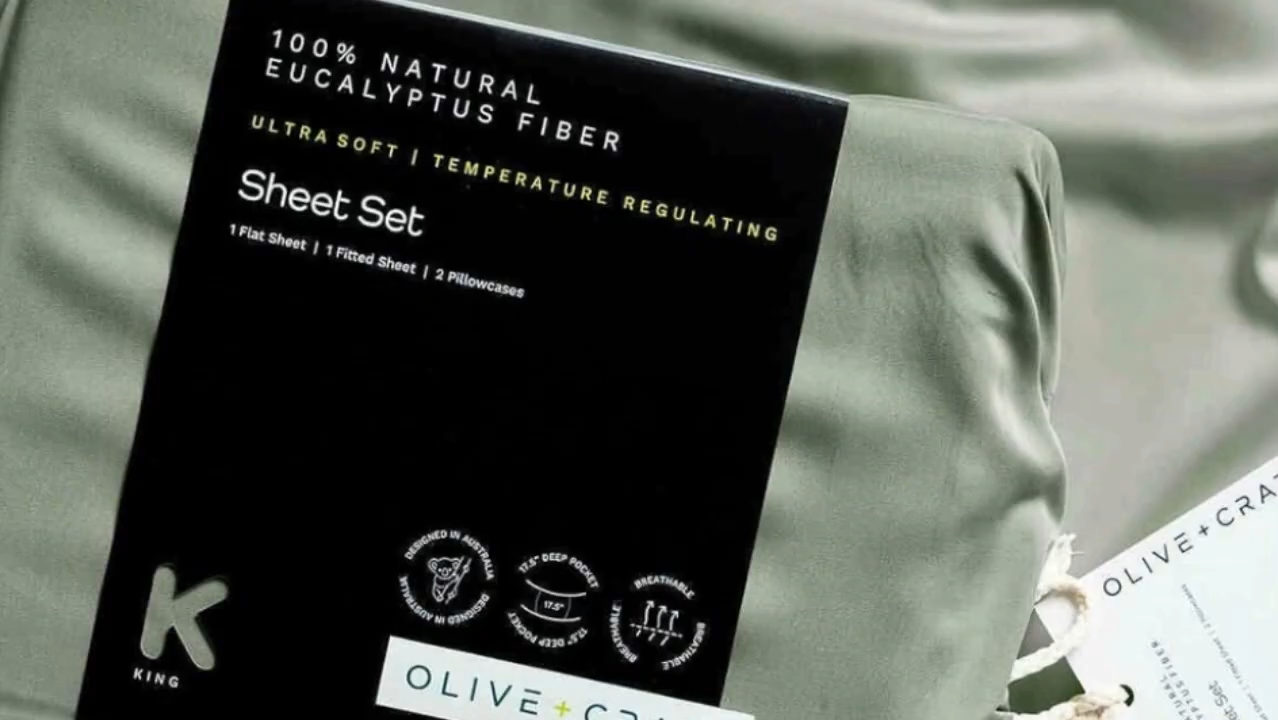 100% NATURAL
EUCALYPTUS FIBER
ULTRA SOFT | TEMPERATURE REGULATING
Sheet Set
1 Flat Sheet | 1 Fitted Sheet | 2 Pillowcases
DESIGNED IN AUSTRALIA DESIGNED IN AUSTRALIA
17.5" DEEP POCKET 17.5" DEEP POCKET
17.5"
BREATHABLE BREATHABLE BREATHABLE
K
KING
OLIVE + CRA
OLIVE + CRA